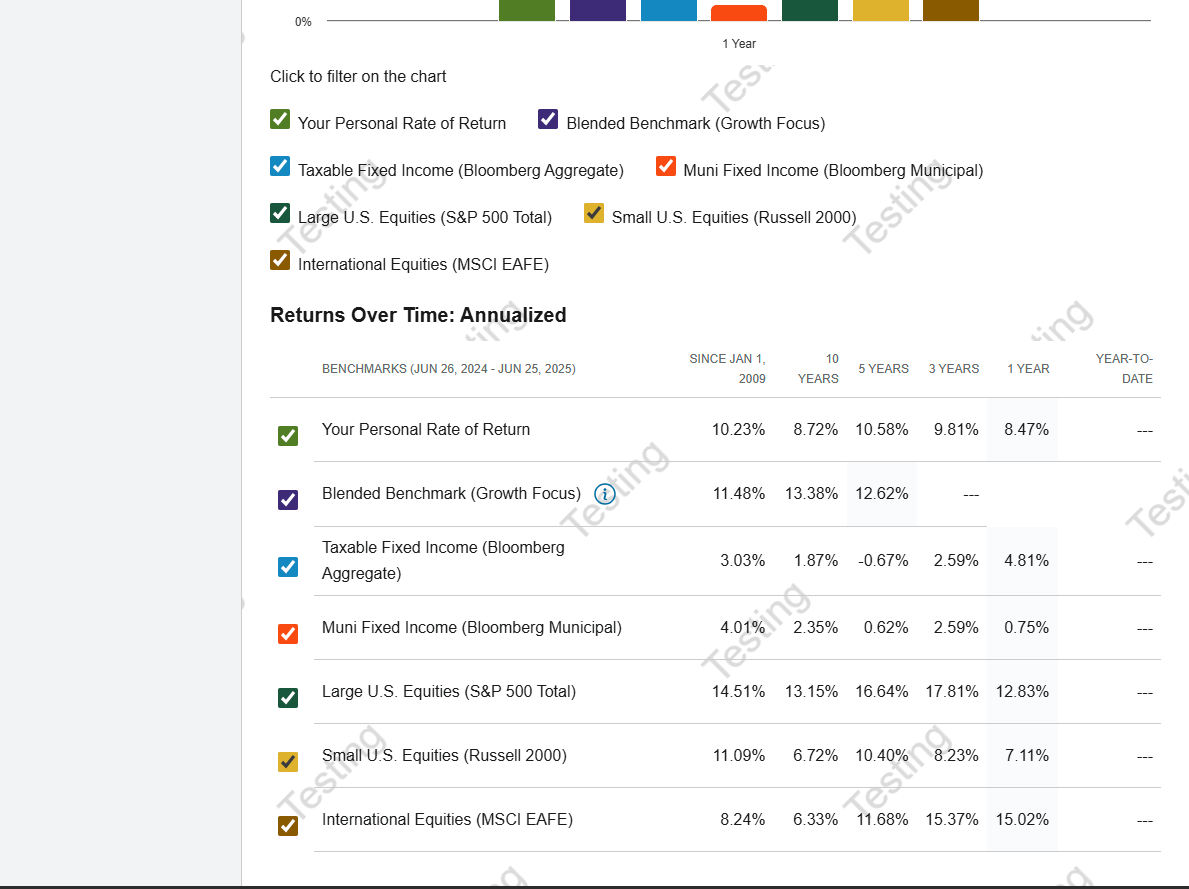 0%
1 Year
Click to filter on the chart
Your Personal Rate of Return Blended Benchmark (Growth Focus)
Taxable Fixed Income (Bloomberg Aggregate) Muni Fixed Income (Bloomberg Municipal)
Large U.S. Equities (S&P 500 Total) Small U.S. Equities (Russell 2000)
International Equities (MSCI EAFE)
Returns Over Time: Annualized
BENCHMARKS (JUN 26, 2024 - JUN 25, 2025) SINCE JAN 1, 2009 10 YEARS 5 YEARS 3 YEARS 1 YEAR YEAR-TO-DATE
Your Personal Rate of Return 10.23% 8.72% 10.58% 9.81% 8.47% ---
Blended Benchmark (Growth Focus) 11.48% 13.38% 12.62% ---
Taxable Fixed Income (Bloomberg
Aggregate) 3.03% 1.87% -0.67% 2.59% 4.81% ---
Muni Fixed Income (Bloomberg Municipal) 4.01% 2.35% 0.62% 2.59% 0.75% ---
Large U.S. Equities (S&P 500 Total) 14.51% 13.15% 16.64% 17.81% 12.83% ---
Small U.S. Equities (Russell 2000) 11.09% 6.72% 10.40% 8.23% 7.11% ---
International Equities (MSCI EAFE) 8.24% 6.33% 11.68% 15.37% 15.02% ---
Testing
Testing
Testing
Testing
Testing
Testing